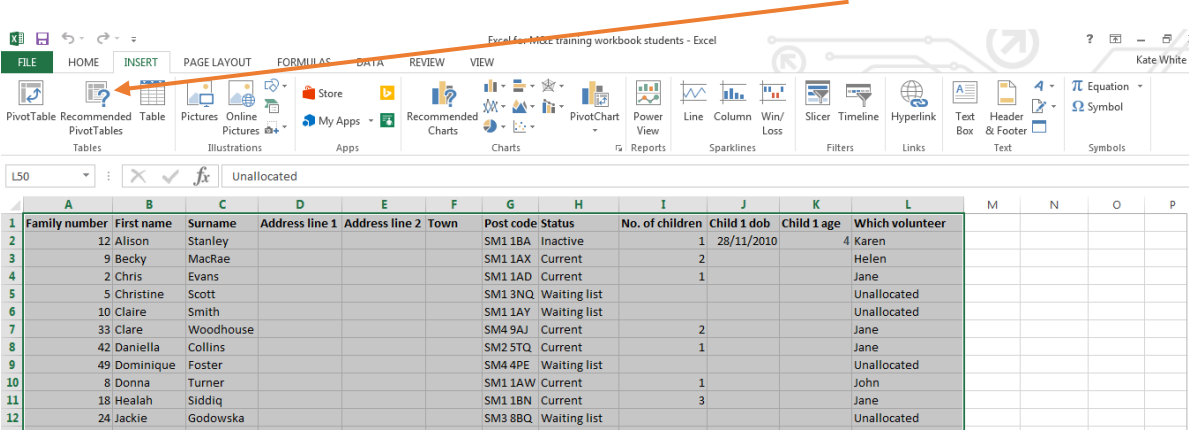 Excel for M&E training workbook students - Excel ?
FILE HOME INSERT PAGE LAYOUT FORMULAS DATA REVIEW VIEW Kate White
PivotTable Recommended PivotTables Table Pictures Online Pictures Store My Apps Recommended Charts PivotChart Power View Line Column Win/ Loss Slicer Timeline Hyperlink Text Box Header & Footer A π Equation Ω Symbol
Tables Illustrations Apps Charts Reports Sparklines Filters Links Text Symbols
L50 fx Unallocated
A B C D E F G H I J K L M N O P
1 Family number First name Surname Address line 1 Address line 2 Town Post code Status No. of children Child 1 dob Child 1 age Which volunteer
2 12 Alison Stanley SM1 1BA Inactive 1 28/11/2010 4 Karen
3 9 Becky MacRae SM1 1AX Current 2 Helen
4 2 Chris Evans SM1 1AD Current 1 Jane
5 5 Christine Scott SM1 3NQ Waiting list Unallocated
6 10 Claire Smith SM1 1AY Waiting list Unallocated
7 33 Clare Woodhouse SM4 9AJ Current 2 Jane
8 42 Daniella Collins SM2 5TQ Current 1 Jane
9 49 Dominique Foster SM4 4PE Waiting list Unallocated
10 8 Donna Turner SM1 1AW Current 1 John
11 18 Healah Siddiq SM1 1BN Current 3 Jane
12 24 Jackie Godowska SM3 8BQ Waiting list Unallocated